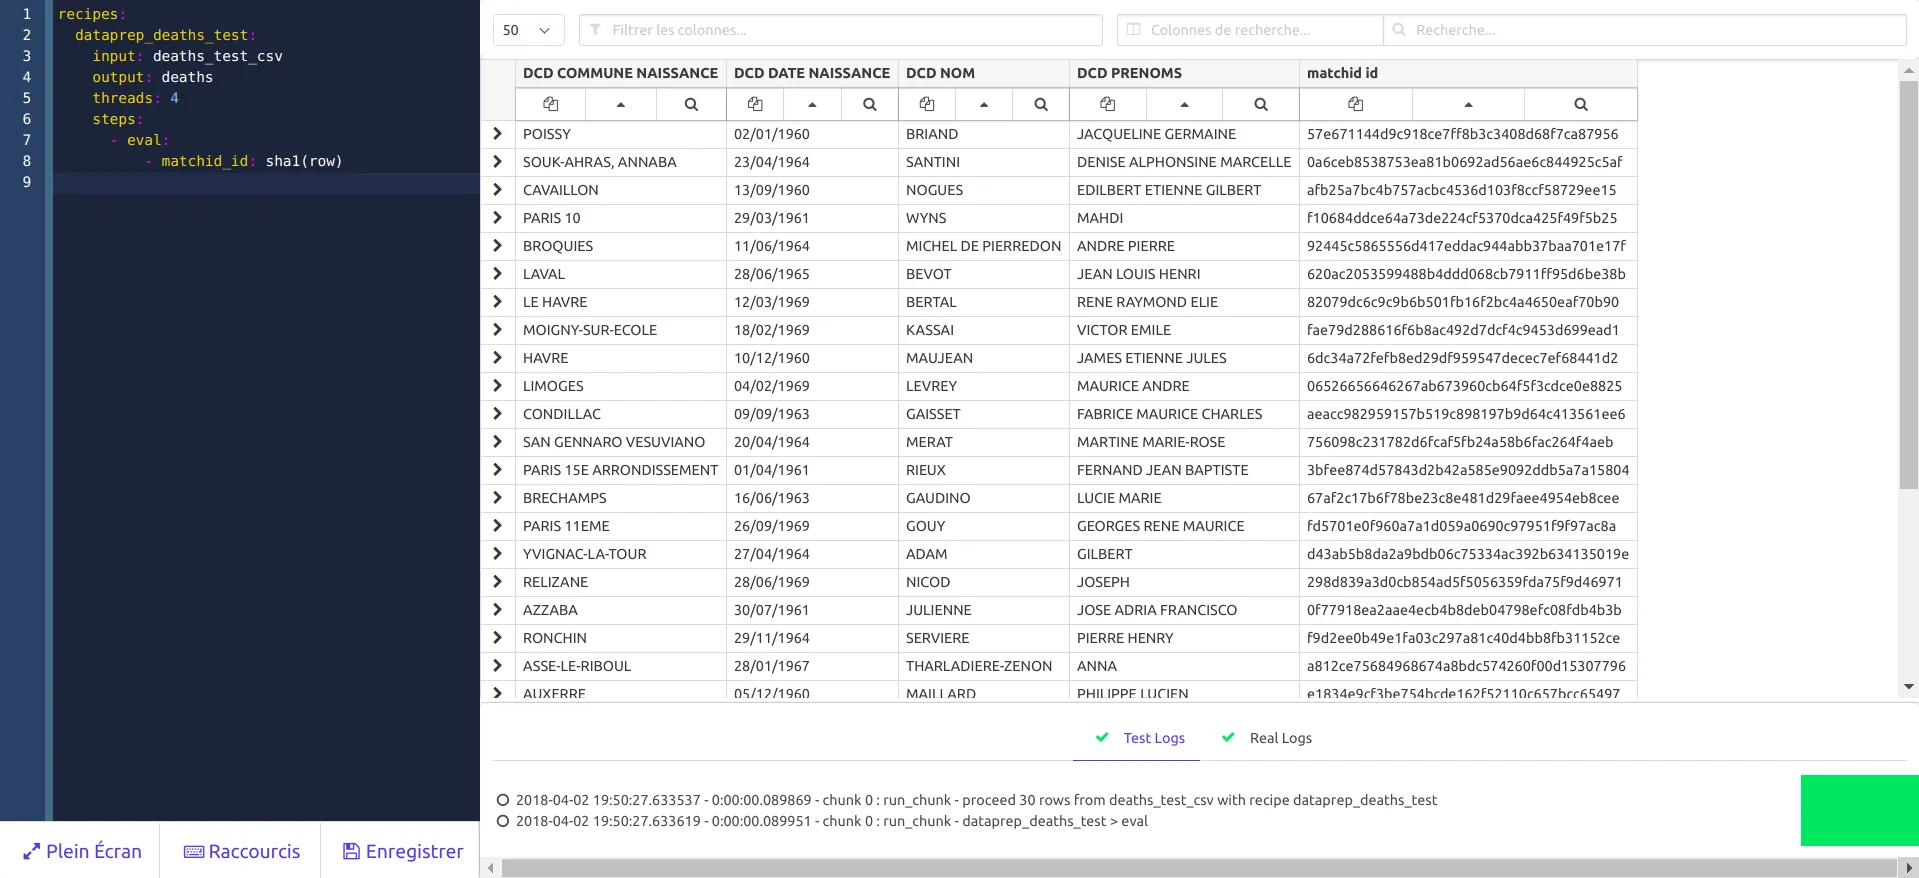 1 recipes:
2 dataprep_deaths_test:
3 input: deaths_test_csv
4 output: deaths
5 threads: 4
6 steps:
7 - eval:
8 - matchid_id: sha1(row)
9
Plein Écran Raccourcis Enregistrer
50 Filtrer les colonnes... Colonnes de recherche... Recherche...
DCD COMMUNE NAISSANCE DCD DATE NAISSANCE DCD NOM DCD PRENOMS matchid id
POISSY 02/01/1960 BRIAND JACQUELINE GERMAINE 57e671144d9c918ce7ff8b3c3408d68f7ca87956
SOUK-AHRAS, ANNABA 23/04/1964 SANTINI DENISE ALPHONSINE MARCELLE 0a6ceb8538753ea81b0692ad56ae6c844925c5af
CAVAILLON 13/09/1960 NOGUES EDILBERT ETIENNE GILBERT afb25a7bc4b757acbc4536d103f8ccf58729ee15
PARIS 10 29/03/1961 WYNS MAHDI f10684ddce64a73de224cf5370dca425f49f5b25
BROQUIES 11/06/1964 MICHEL DE PIERREDON ANDRE PIERRE 92445c5865556d417eddac944abb37baa701e17f
LAVAL 28/06/1965 BEVOT JEAN LOUIS HENRI 620ac2053599488b4ddd068cb7911ff95d6be38b
LE HAVRE 12/03/1969 BERTAL RENE RAYMOND ELIE 82079dc6c9c9b6b501fb16f2bc4a4650eaf70b90
MOIGNY-SUR-ECOLE 18/02/1969 KASSAI VICTOR EMILE fae79d288616f6b8ac492d7dcf4c9453d699ead1
HAVRE 10/12/1960 MAUJEAN JAMES ETIENNE JULES 6dc34a72fefb8ed29df959547decec7ef68441d2
LIMOGES 04/02/1969 LEVREY MAURICE ANDRE 06526656646267ab673960cb64f5f3cdce0e8825
CONDILLAC 09/09/1963 GAISSET FABRICE MAURICE CHARLES aeacc982959157b519c898197b9d64c413561ee6
SAN GENNARO VESUVIANO 20/04/1964 MERAT MARTINE MARIE-ROSE 756098c231782d6fcaf5fb24a58b6fac264f4aeb
PARIS 15E ARRONDISSEMENT 01/04/1961 RIEUX FERNAND JEAN BAPTISTE 3bfee874d57843d2b42a585e9092ddb5a7a15804
BRECHAMPS 16/06/1963 GAUDINO LUCIE MARIE 67af2c17b6f78be23c8e481d29faee4954eb8cee
PARIS 11EME 26/09/1969 GOUY GEORGES RENE MAURICE fd5701e0f960a7a1d059a0690c97951f9f97ac8a
YVIGNAC-LA-TOUR 27/04/1964 ADAM GILBERT d43ab5b8da2a9bdb06c75334ac392b634135019e
RELIZANE 28/06/1969 NICOD JOSEPH 298d839a3d0cb854ad5f5056359fda75f9d46971
AZZABA 30/07/1961 JULIENNE JOSE ADRIA FRANCISCO 0f77918ea2aae4ecb4b8deb04798efc08fdb4b3b
RONCHIN 29/11/1964 SERVIERE PIERRE HENRY f9d2ee0b49e1fa03c297a81c40d4bb8fb31152ce
ASSE-LE-RIBOUL 28/01/1967 THARLADIERE-ZENON ANNA a812ce75684968674a8bdc574260f00d15307796
AUXERRE 05/12/1960 MAILLARD PHILIPPE LUCIEN e1834e9cf3be754bcde162f52110c657bcc65497
Test Logs Real Logs
2018-04-02 19:50:27.633537 - 0:00:00.089869 - chunk 0 : run_chunk - proceed 30 rows from deaths_test_csv with recipe dataprep_deaths_test
2018-04-02 19:50:27.633619 - 0:00:00.089951 - chunk 0 : run_chunk - dataprep_deaths_test > eval